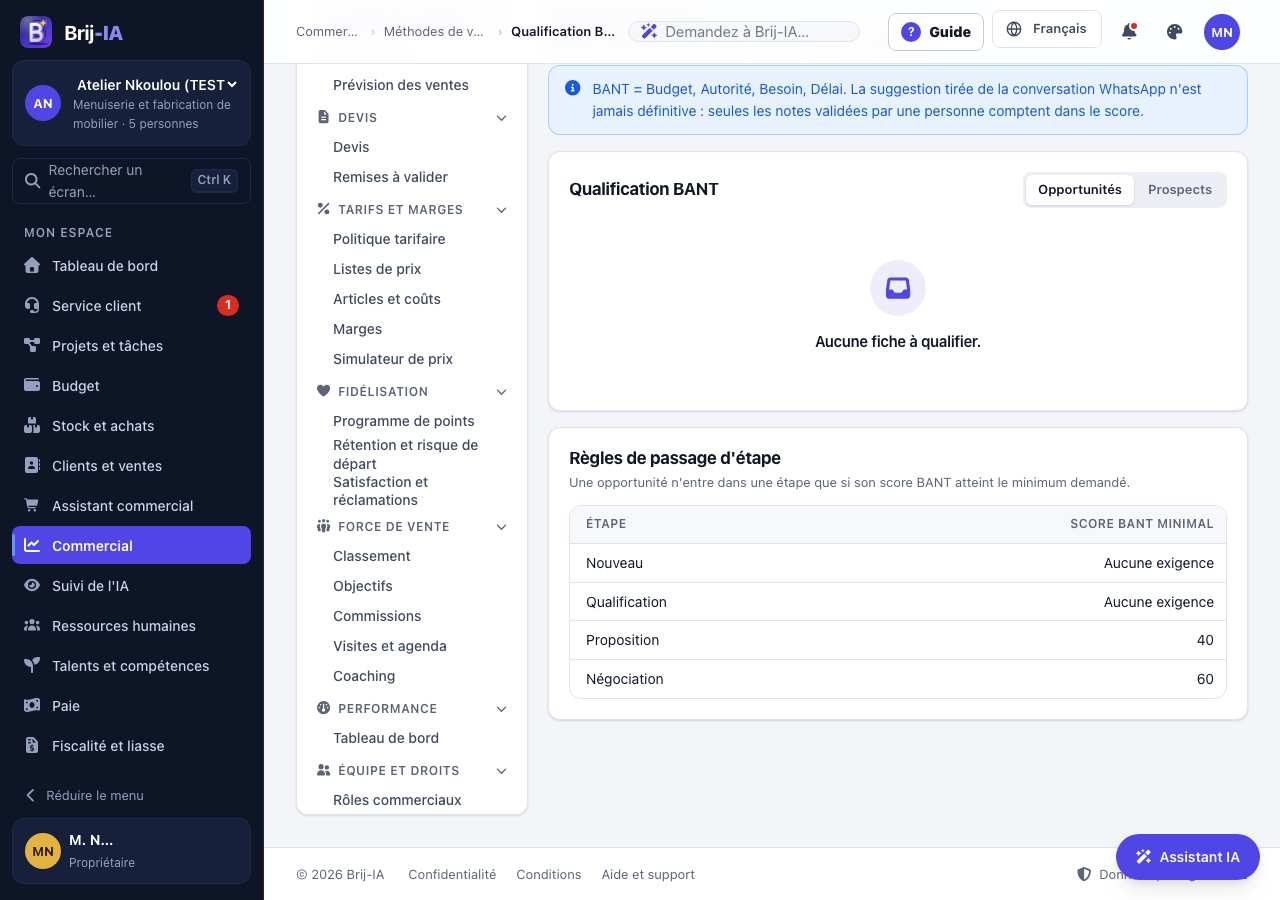 Brij-IA
AN
Atelier Nkoulou (TEST
Menuiserie et fabrication de
mobilier · 5 personnes
Rechercher un
écran...
Ctrl K
MON ESPACE
Tableau de bord
Service client
1
Projets et tâches
Budget
Stock et achats
Clients et ventes
Assistant commercial
Commercial
Suivi de l'IA
Ressources humaines
Talents et compétences
Paie
Fiscalité et liasse
Réduire le menu
MN
M. N...
Propriétaire
Commer... › Méthodes de v... › Qualification B...
Demandez à Brij-IA...
? Guide
Français
MN
Prévision des ventes
DEVIS
Devis
Remises à valider
TARIFS ET MARGES
Politique tarifaire
Listes de prix
Articles et coûts
Marges
Simulateur de prix
FIDÉLISATION
Programme de points
Rétention et risque de
départ
Satisfaction et
réclamations
FORCE DE VENTE
Classement
Objectifs
Commissions
Visites et agenda
Coaching
PERFORMANCE
Tableau de bord
ÉQUIPE ET DROITS
Rôles commerciaux
BANT = Budget, Autorité, Besoin, Délai. La suggestion tirée de la conversation WhatsApp n'est
jamais définitive : seules les notes validées par une personne comptent dans le score.
Qualification BANT
Opportunités
Prospects
Aucune fiche à qualifier.
Règles de passage d'étape
Une opportunité n'entre dans une étape que si son score BANT atteint le minimum demandé.
ÉTAPE SCORE BANT MINIMAL
Nouveau Aucune exigence
Qualification Aucune exigence
Proposition 40
Négociation 60
© 2026 Brij-IA
Confidentialité
Conditions
Aide et support
Assistant IA